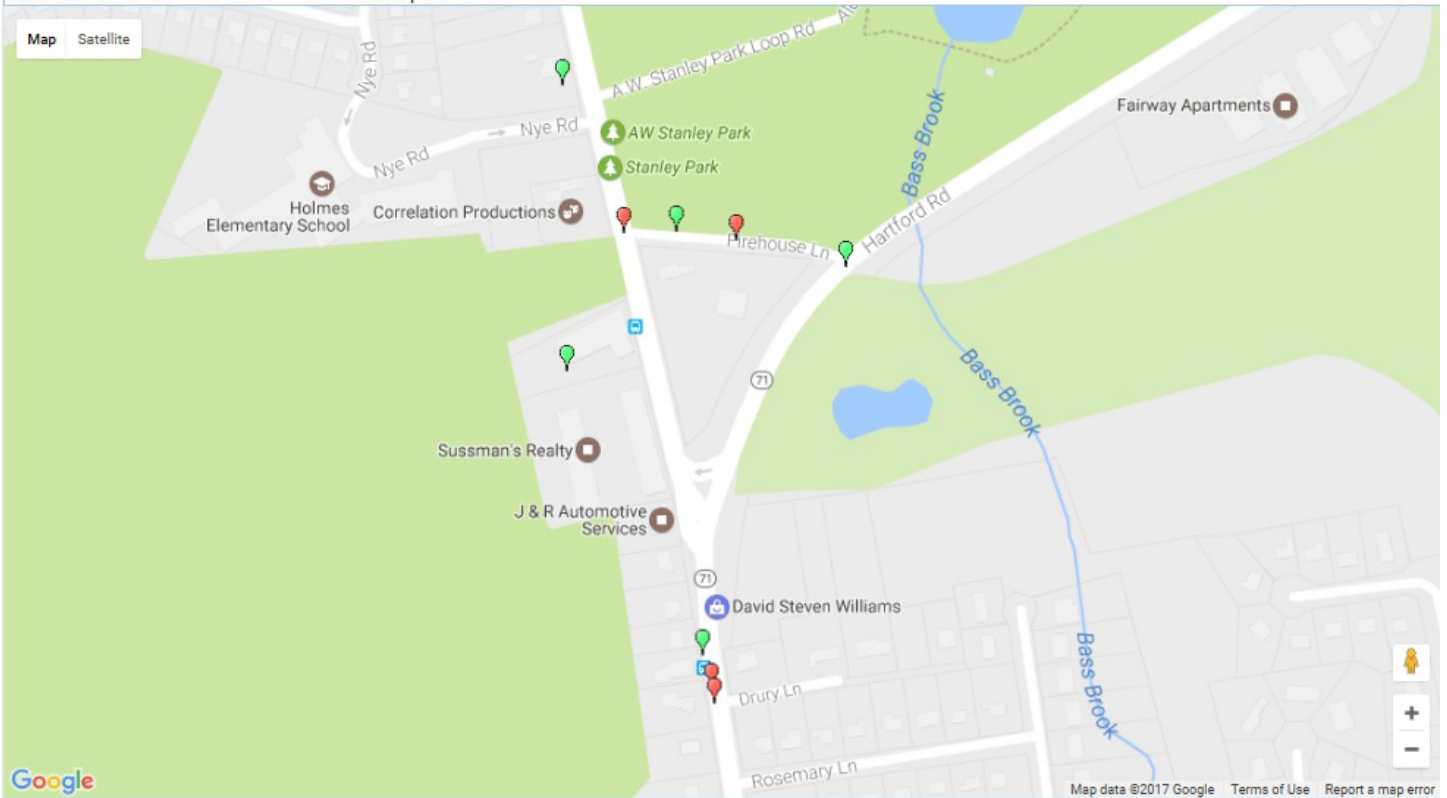 Map
Satellite
Nye Rd
A.W. Stanley Park Loop Rd
Bass Brook
Fairway Apartments
Nye Rd
AW Stanley Park
Nye Rd
Stanley Park
Holmes
Elementary School
Correlation Productions
Hartford Rd
Firehouse Ln
Bass Brook
71
Sussman's Realty
J & R Automotive
Services
71
David Steven Williams
Bass Brook
Drury Ln
Rosemary Ln
+
−
Google
Map data ©2017 Google
Terms of Use
Report a map error